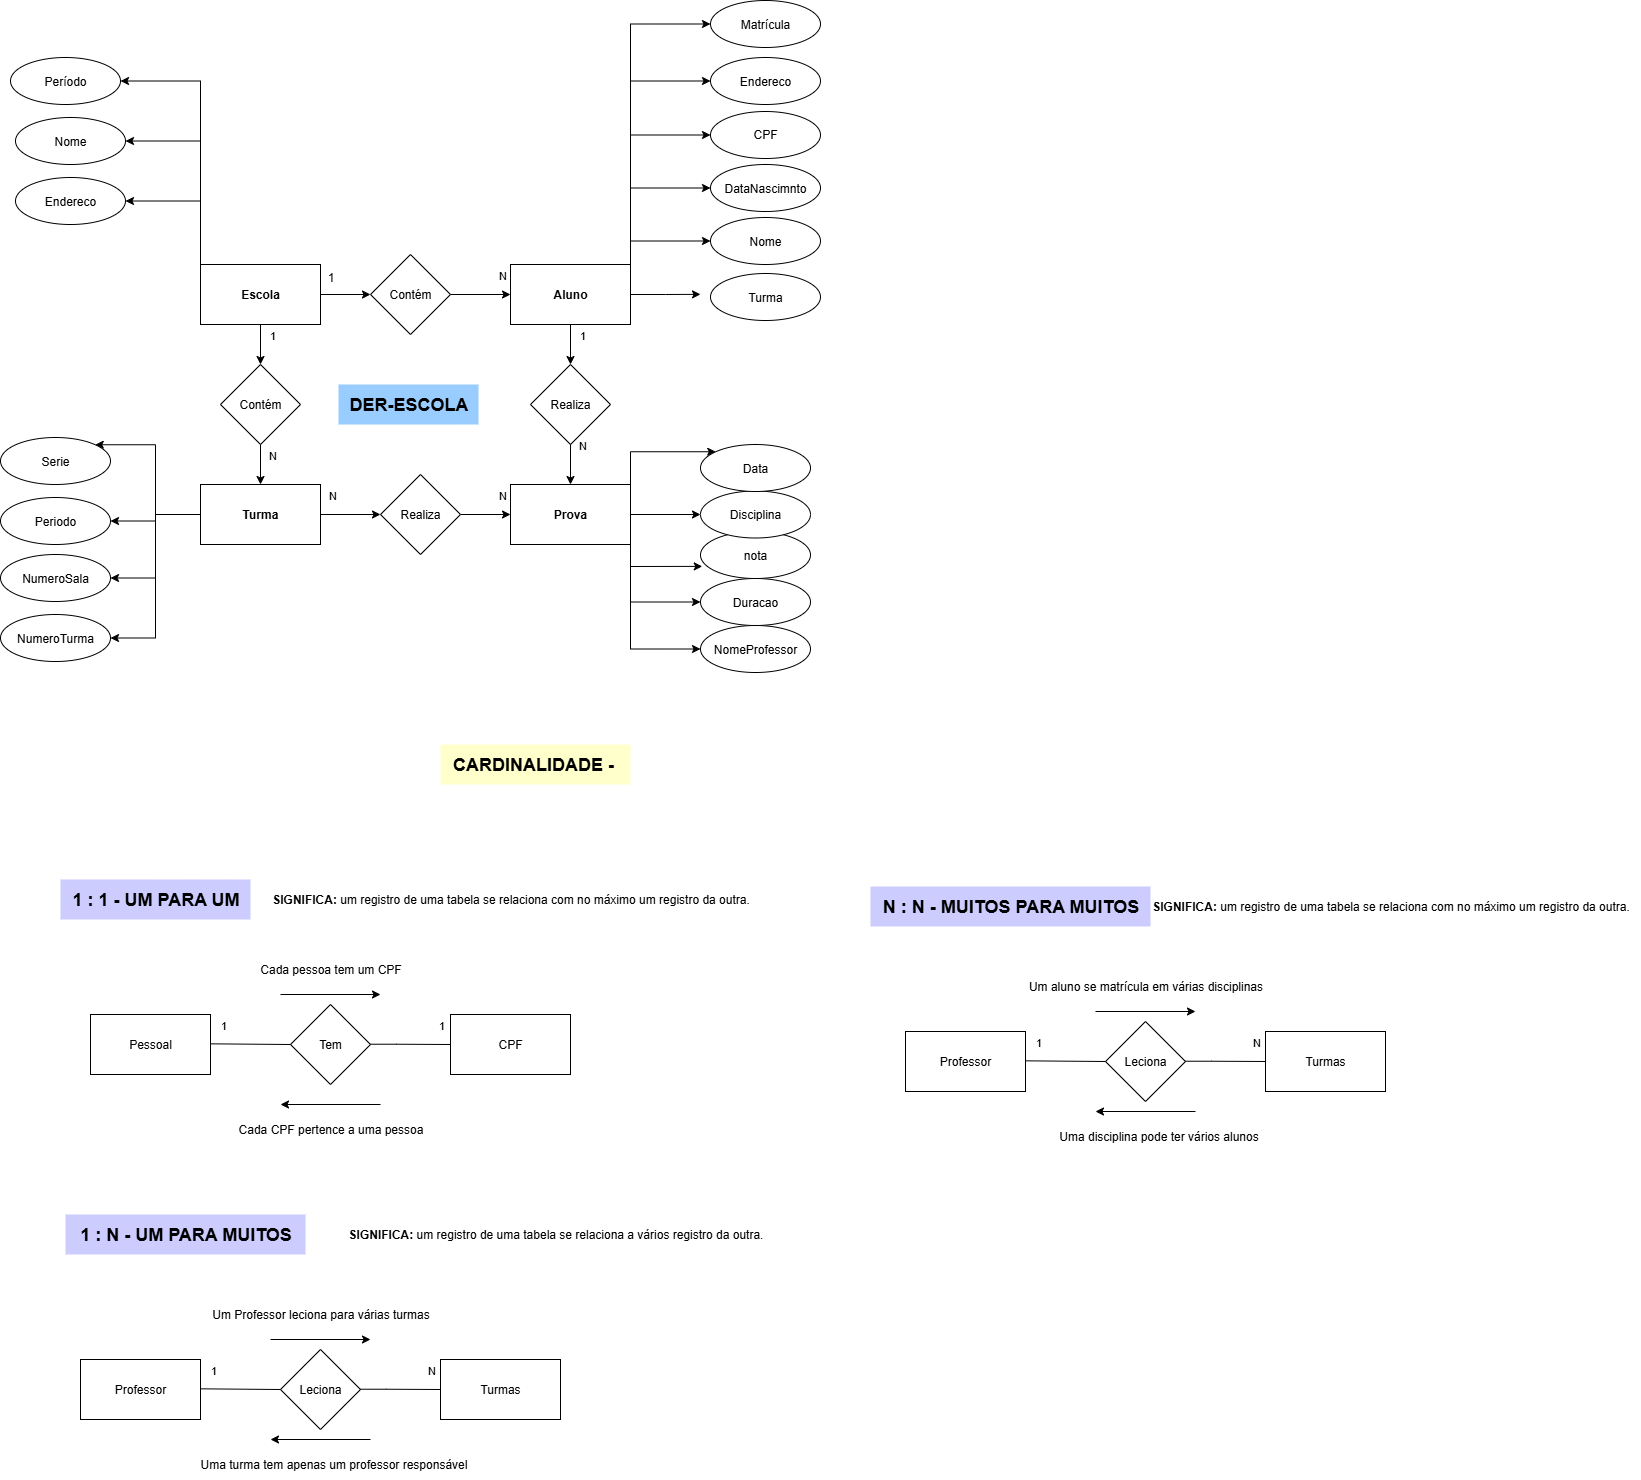 Matrícula
Período
Endereco
Nome
CPF
Endereco
DataNascimnto
Nome
Escola
1
Contém
N
Aluno
Turma
1
1
Contém
DER-ESCOLA
Realiza
N
N
Serie
Data
Turma
N
Realiza
N
Prova
Disciplina
Periodo
nota
NumeroSala
Duracao
NumeroTurma
NomeProfessor
CARDINALIDADE -
1 : 1 - UM PARA UM
SIGNIFICA: um registro de uma tabela se relaciona com no máximo um registro da outra.
Cada pessoa tem um CPF
Pessoal
1
Tem
1
CPF
Cada CPF pertence a uma pessoa
N : N - MUITOS PARA MUITOS
SIGNIFICA: um registro de uma tabela se relaciona com no máximo um registro da outra.
Um aluno se matrícula em várias disciplinas
Professor
1
Leciona
N
Turmas
Uma disciplina pode ter vários alunos
1 : N - UM PARA MUITOS
SIGNIFICA: um registro de uma tabela se relaciona a vários registro da outra.
Um Professor leciona para várias turmas
Professor
1
Leciona
N
Turmas
Uma turma tem apenas um professor responsável